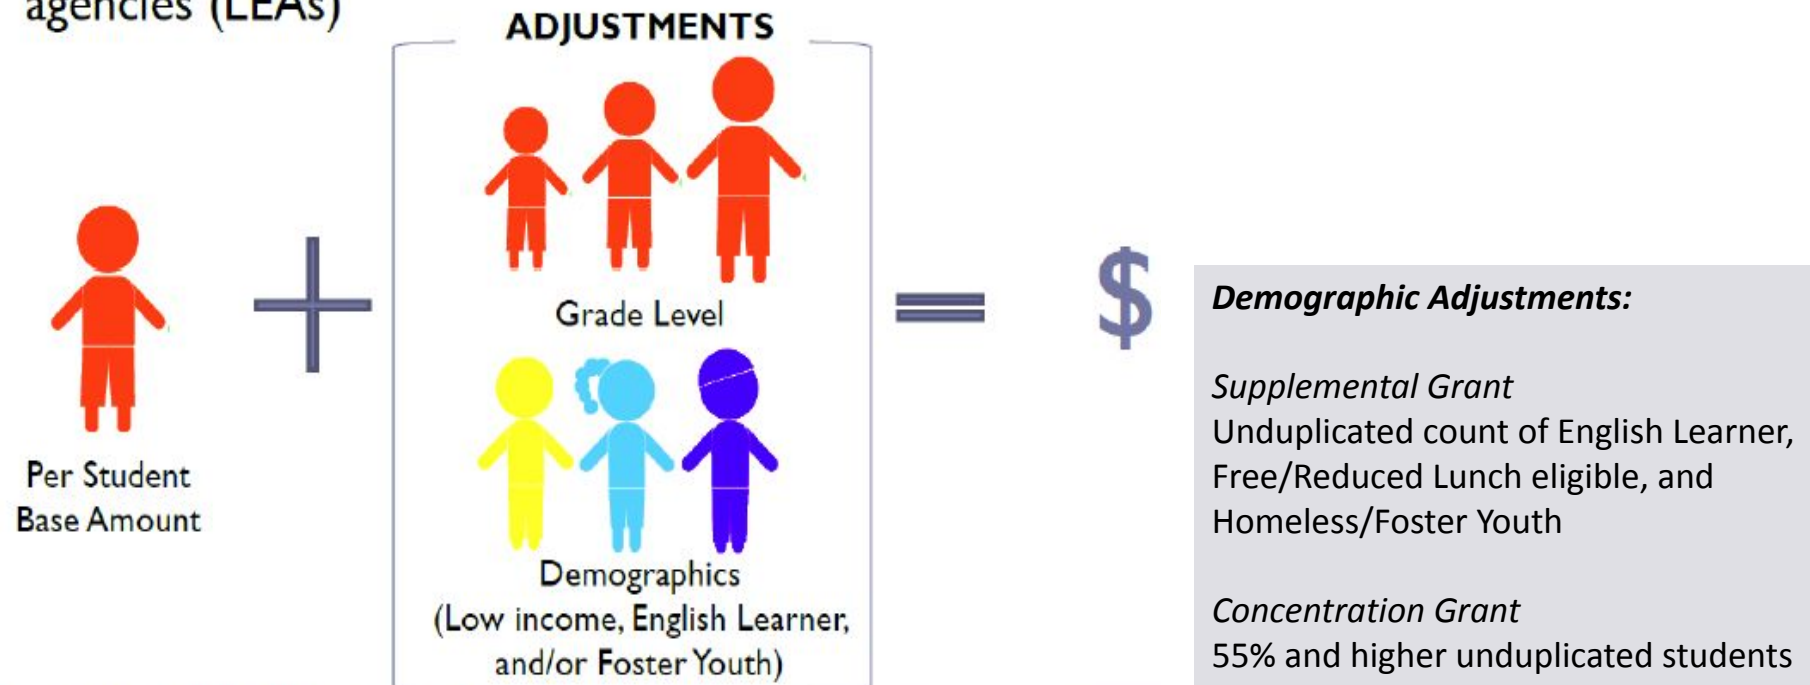 agencies (LEAs)
ADJUSTMENTS
Grade Level
Per Student
Base Amount
+
=
$
Demographics
(Low income, English Learner,
and/or Foster Youth)
Demographic Adjustments:
Supplemental Grant
Unduplicated count of English Learner,
Free/Reduced Lunch eligible, and
Homeless/Foster Youth
Concentration Grant
55% and higher unduplicated students